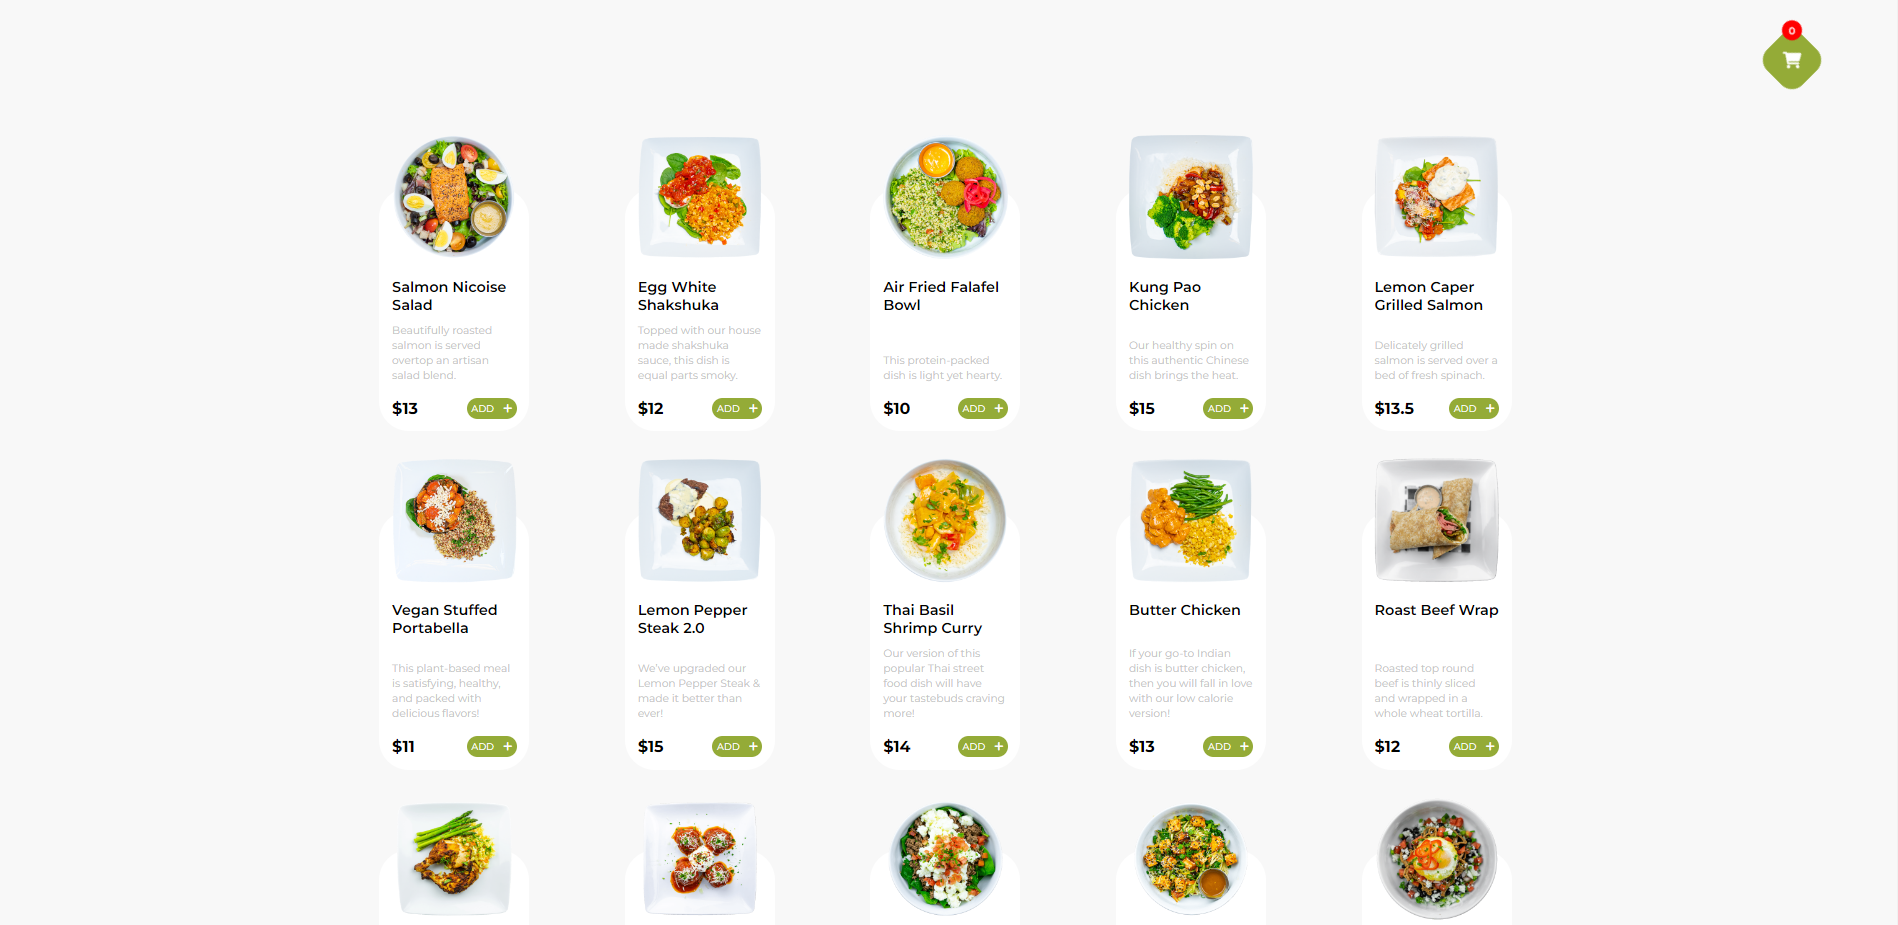 0
Salmon Nicoise
Salad
Beautifully roasted
salmon is served
overtop an artisan
salad blend.
$13
ADD +
Egg White
Shakshuka
Topped with our house
made shakshuka
sauce, this dish is
equal parts smoky.
$12
ADD +
Air Fried Falafel
Bowl
This protein-packed
dish is light yet hearty.
$10
ADD +
Kung Pao
Chicken
Our healthy spin on
this authentic Chinese
dish brings the heat.
$15
ADD +
Lemon Caper
Grilled Salmon
Delicately grilled
salmon is served over a
bed of fresh spinach.
$13.5
ADD +
Vegan Stuffed
Portabella
This plant-based meal
is satisfying, healthy,
and packed with
delicious flavors!
$11
ADD +
Lemon Pepper
Steak 2.0
We've upgraded our
Lemon Pepper Steak &
made it better than
ever!
$15
ADD +
Thai Basil
Shrimp Curry
Our version of this
popular Thai street
food dish will have
your tastebuds craving
more!
$14
ADD +
Butter Chicken
If your go-to Indian
dish is butter chicken,
then you will fall in love
with our low calorie
version!
$13
ADD +
Roast Beef Wrap
Roasted top round
beef is thinly sliced
and wrapped in a
whole wheat tortilla.
$12
ADD +